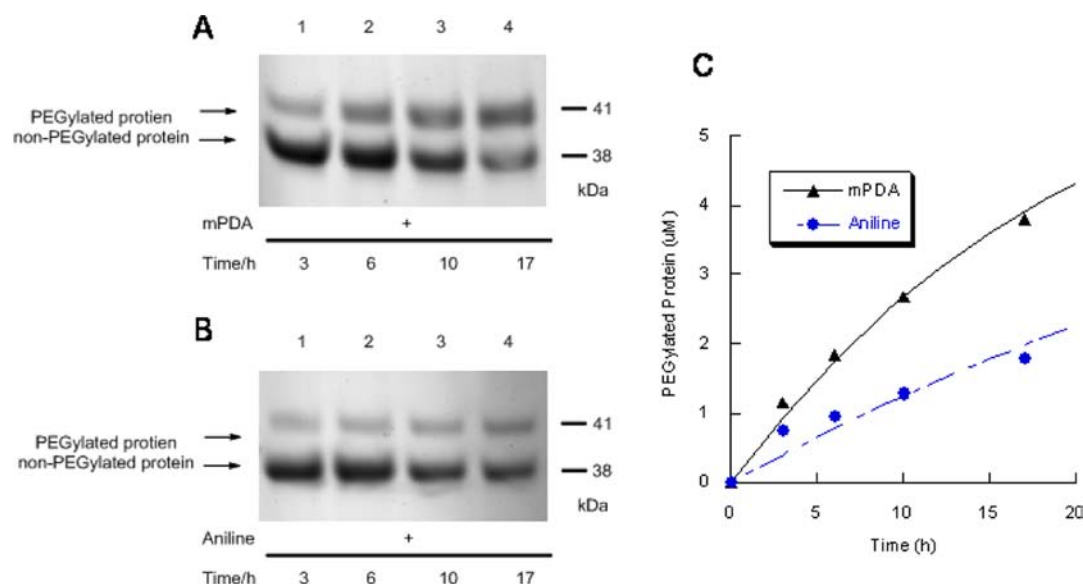 A
1 2 3 4
PEGylated protien
non-PEGylated protein
41
38
kDa
mPDA +
Time/h 3 6 10 17
B
1 2 3 4
PEGylated protien
non-PEGylated protein
41
38
kDa
Aniline +
Time/h 3 6 10 17
C
PEGylated Protein (uM)
5
4
3
2
1
0
mPDA
Aniline
0 5 10 15 20
Time (h)